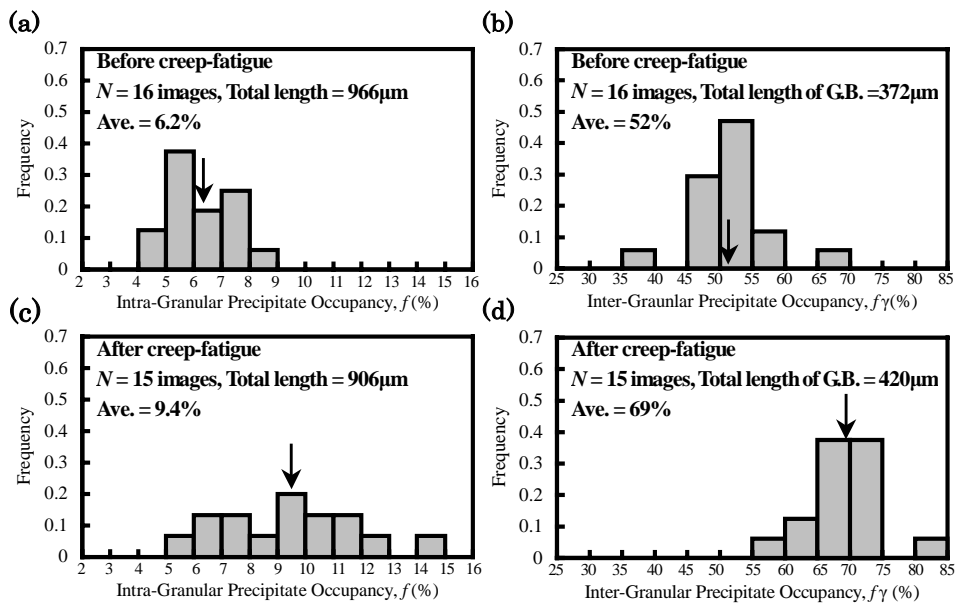 (a)
0.7
0.6
0.5
0.4
0.3
0.2
0.1
0
Frequency
Before creep-fatigue
N = 16 images, Total length = 966μm
Ave. = 6.2%
2 3 4 5 6 7 8 9 10 11 12 13 14 15 16
Intra-Granular Precipitate Occupancy, f (%)
(b)
0.7
0.6
0.5
0.4
0.3
0.2
0.1
0
Frequency
Before creep-fatigue
N = 16 images, Total length of G.B. =372μm
Ave. = 52%
25 30 35 40 45 50 55 60 65 70 75 80 85
Inter-Graunlar Precipitate Occupancy, fγ(%)
(c)
0.7
0.6
0.5
0.4
0.3
0.2
0.1
0
Frequency
After creep-fatigue
N = 15 images, Total length = 906μm
Ave. = 9.4%
2 3 4 5 6 7 8 9 10 11 12 13 14 15 16
Intra-Granular Precipitate Occupancy, f (%)
(d)
0.7
0.6
0.5
0.4
0.3
0.2
0.1
0
Frequency
After creep-fatigue
N = 15 images, Total length of G.B. = 420μm
Ave. = 69%
25 30 35 40 45 50 55 60 65 70 75 80 85
Inter-Granular Precipitate Occupancy, fγ (%)